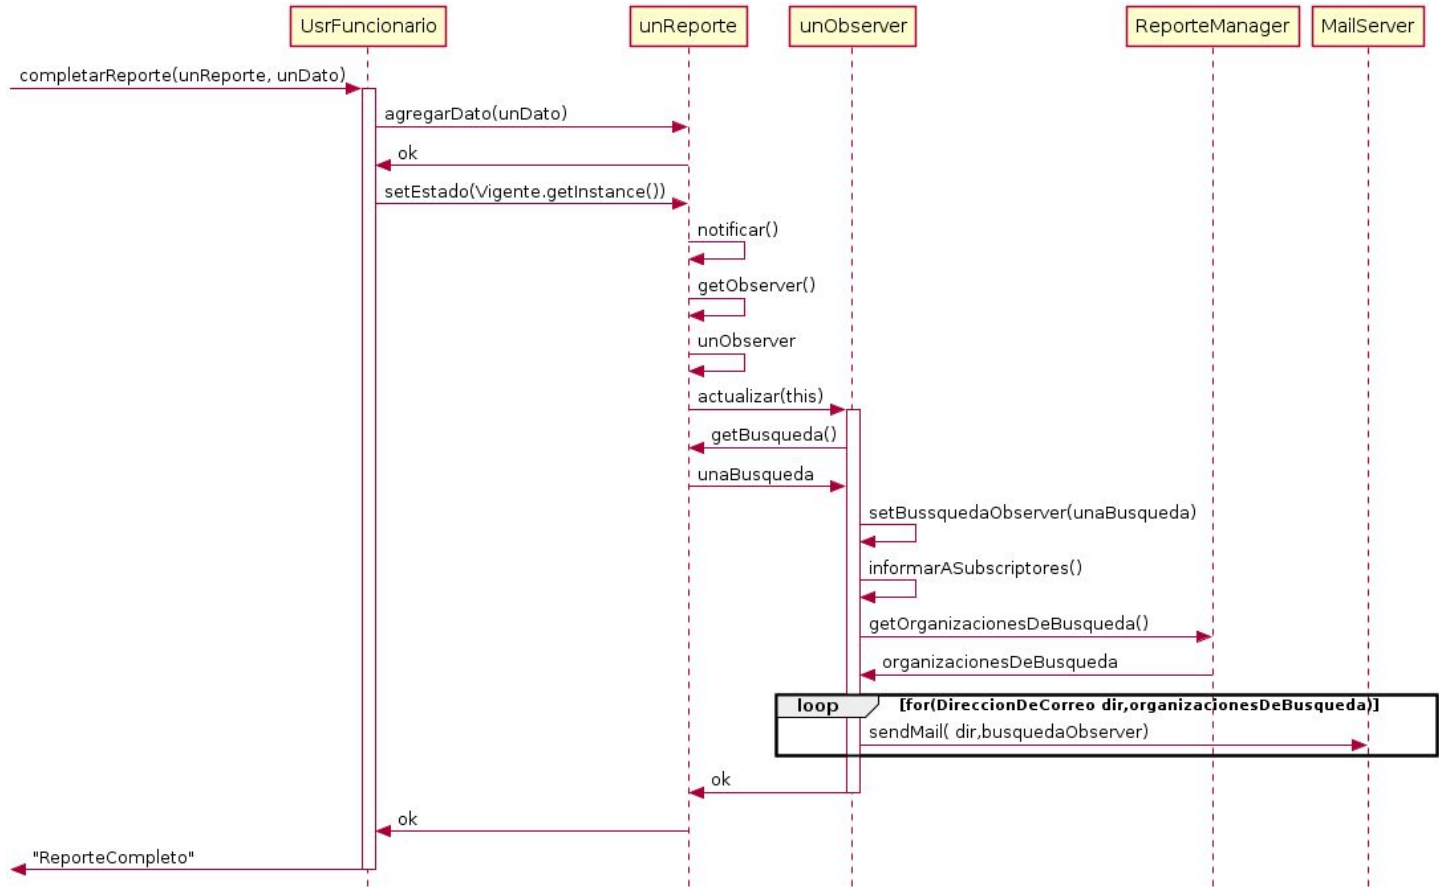 UsrFuncionario
unReporte
unObserver
ReporteManager
MailServer
completarReporte(unReporte, unDato)
agregarDato(unDato)
ok
setEstado(Vigente.getInstance())
notificar()
getObserver()
unObserver
actualizar(this)
getBusqueda()
unaBusqueda
setBussquedaObserver(unaBusqueda)
informarASubscriptores()
getOrganizacionesDeBusqueda()
organizacionesDeBusqueda
loop [for(DireccionDeCorreo dir,organizacionesDeBusqueda)]
sendMail( dir,busquedaObserver)
ok
ok
"ReporteCompleto"